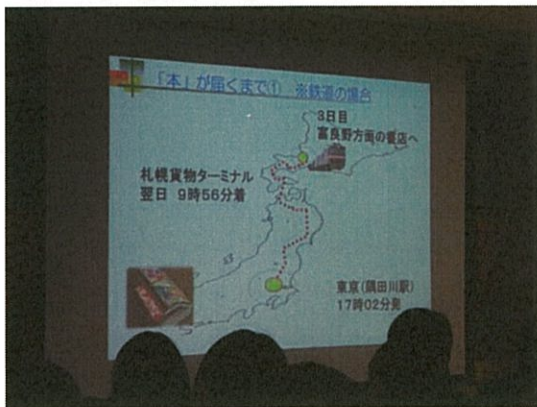 「本」が届くまで① ※鉄道の場合
3日目
富良野方面の書店へ
札幌貨物ターミナル
翌日 9時56分着
東京(隅田川駅)
17時02分発